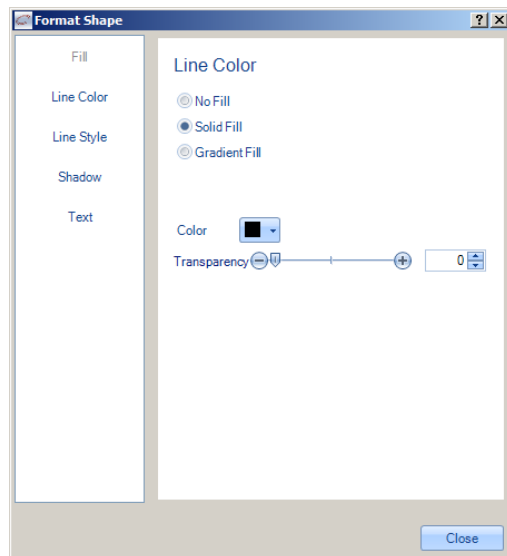 Format Shape
Fill
Line Color
Line Style
Shadow
Text
Line Color
No Fill
Solid Fill
Gradient Fill
Color
Transparency 0
Close